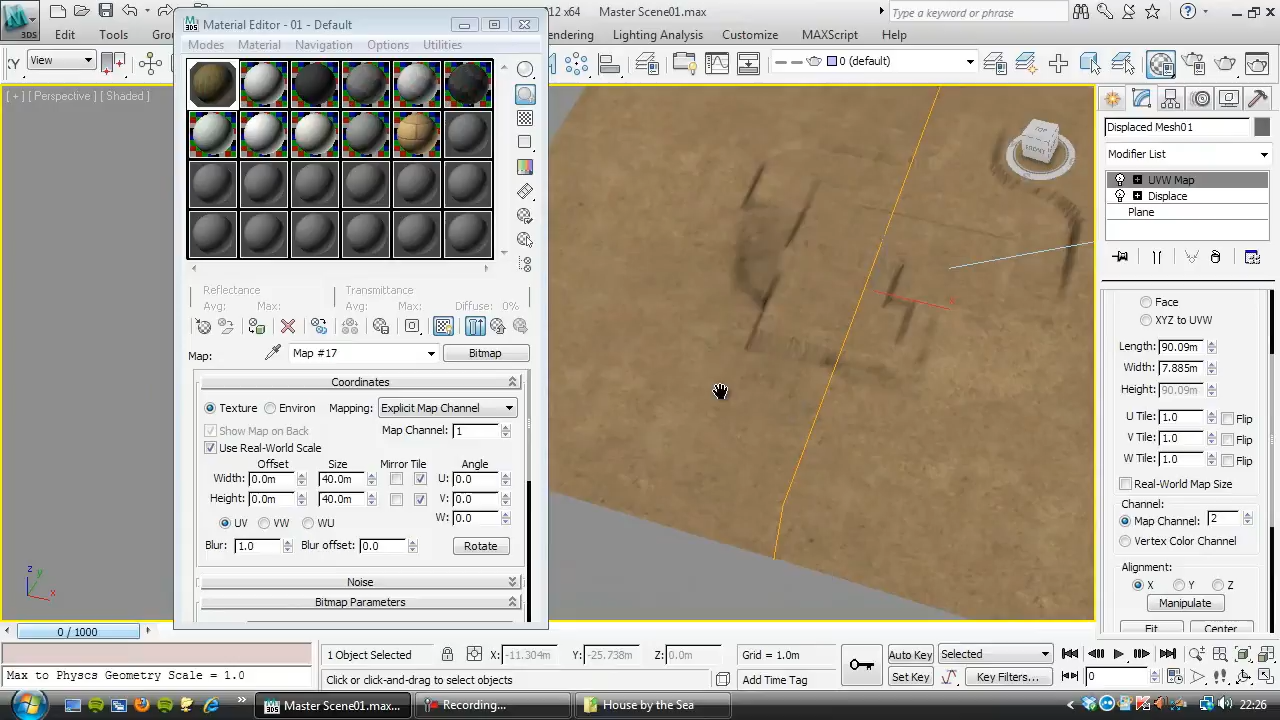 Material Editor - 01 - Default
12 x64
Master Scene01.max
Type a keyword or phrase
Edit
Tools
Modes
Material
Navigation
Options
Utilities
endering
Lighting Analysis
Customize
MAXScript
Help
View
0 (default)
[ + ] [ Perspective ] [ Shaded ]
Reflectance
Avg:
Max:
Transmittance
Avg:
Max:
Diffuse: 0%
Map:
Map #17
Bitmap
Coordinates
Texture
Environ
Mapping:
Explicit Map Channel
Show Map on Back
Map Channel:
1
Use Real-World Scale
Offset
Size
Mirror Tile
Angle
Width:
0.0m
40.0m
U:
0.0
Height:
0.0m
40.0m
V:
0.0
W:
0.0
UV
VW
WU
Blur:
1.0
Blur offset:
0.0
Rotate
Noise
Bitmap Parameters
TOP
FRONT
Displaced Mesh01
Modifier List
UVW Map
Displace
Plane
Face
XYZ to UVW
Length:
90.09m
Width:
7.885m
Height:
90.09m
U Tile:
1.0
Flip
V Tile:
1.0
Flip
W Tile:
1.0
Flip
Real-World Map Size
Channel:
Map Channel:
2
Vertex Color Channel
Alignment:
X
Y
Z
Manipulate
Fit
Center
z
y
x
0 / 1000
1 Object Selected
X:
-11.304m
Y:
-25.738m
Z:
0.0m
Grid = 1.0m
Auto Key
Selected
Max to Physcs Geometry Scale = 1.0
Click or click-and-drag to select objects
Add Time Tag
Set Key
Key Filters...
0
Master Scene01.max...
Recording...
House by the Sea
22:26